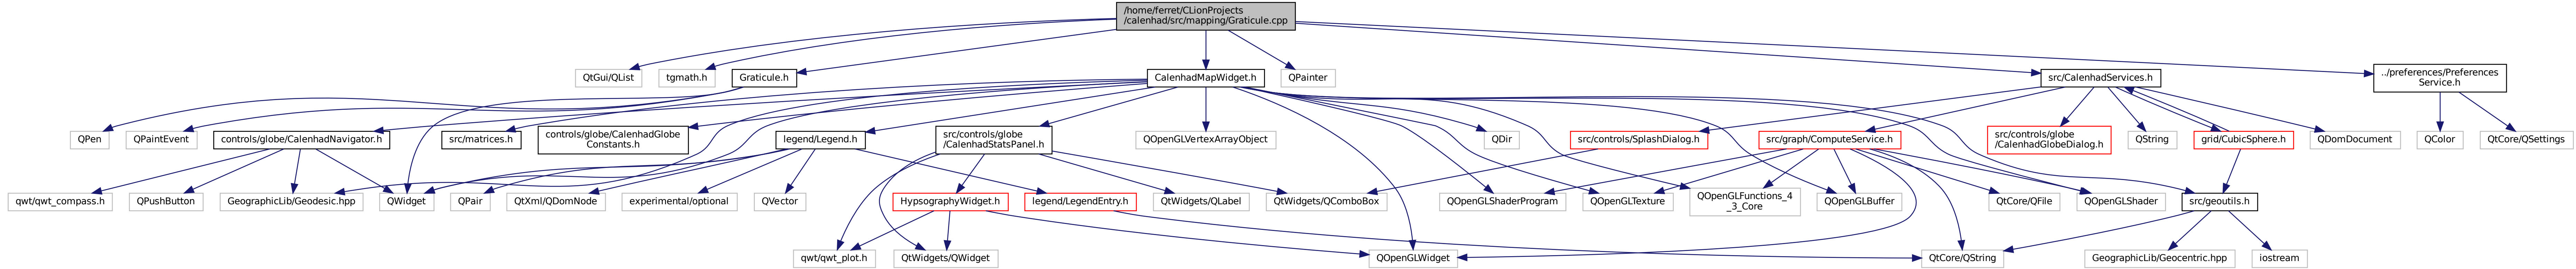 /home/ferret/CLionProjects
/calenhad/src/mapping/Graticule.cpp
QtGui/QList
tgmath.h
Graticule.h
CalenhadMapWidget.h
QPainter
src/CalenhadServices.h
../preferences/Preferences
Service.h
QPen
QPaintEvent
controls/globe/CalenhadNavigator.h
src/matrices.h
controls/globe/CalenhadGlobe
Constants.h
legend/Legend.h
src/controls/globe
/CalenhadStatsPanel.h
QOpenGLVertexArrayObject
QDir
src/controls/SplashDialog.h
src/graph/ComputeService.h
src/controls/globe
/CalenhadGlobeDialog.h
QString
grid/CubicSphere.h
QDomDocument
QColor
QtCore/QSettings
qwt/qwt_compass.h
QPushButton
GeographicLib/Geodesic.hpp
QWidget
QPair
QtXml/QDomNode
experimental/optional
QVector
HypsographyWidget.h
legend/LegendEntry.h
QtWidgets/QLabel
QtWidgets/QComboBox
QOpenGLShaderProgram
QOpenGLTexture
QOpenGLFunctions_4
_3_Core
QOpenGLBuffer
QtCore/QFile
QOpenGLShader
src/geoutils.h
qwt/qwt_plot.h
QtWidgets/QWidget
QOpenGLWidget
QtCore/QString
GeographicLib/Geocentric.hpp
iostream